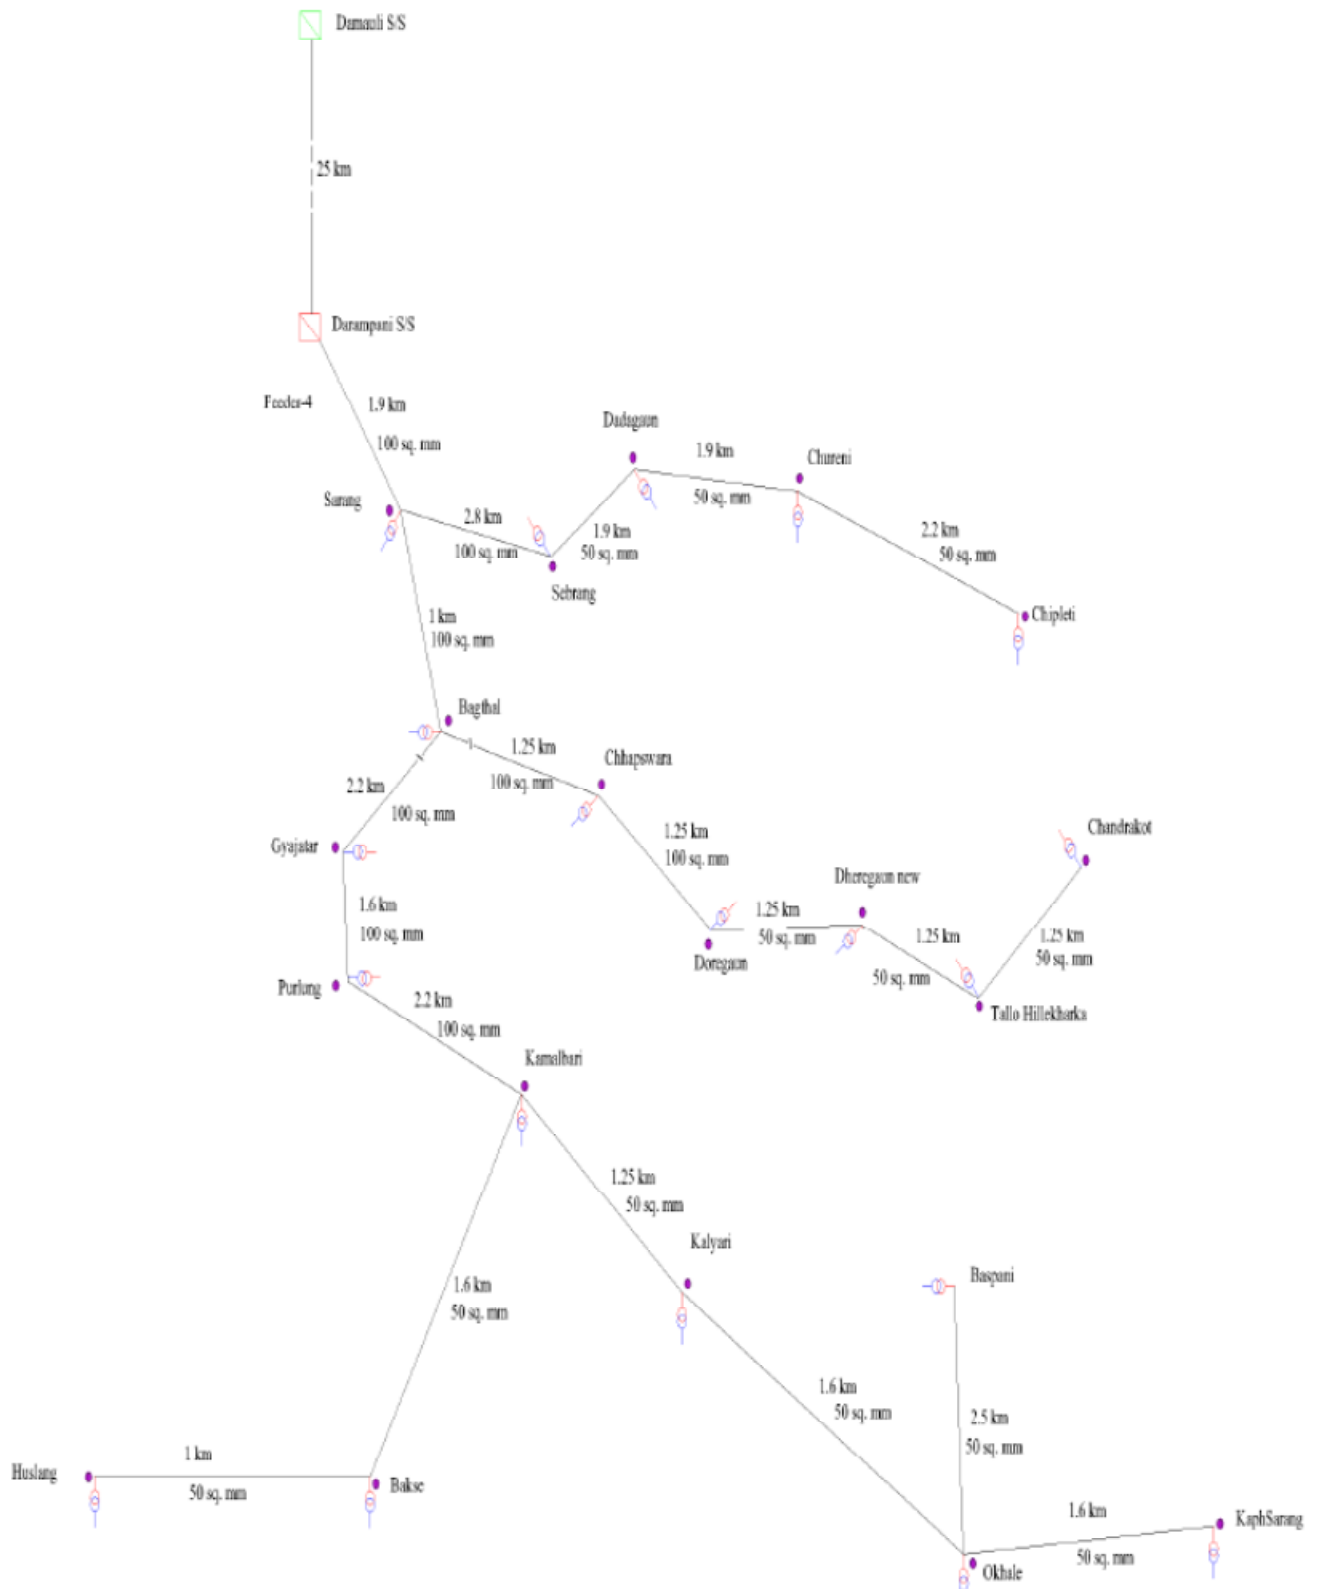 Damauli S/S
25 km
Darampani S/S
Feeder-4
1.9 km
100 sq. mm
Dadagaun
1.9 km
50 sq. mm
Chureni
Sarang
2.8 km
100 sq. mm
1.9 km
50 sq. mm
2.2 km
50 sq. mm
Sebrang
Chipleti
1 km
100 sq. mm
Bagthal
1.25 km
100 sq. mm
Chhapswara
2.2 km
100 sq. mm
1.25 km
100 sq. mm
Chandrakot
Gyajatar
Dheregaun new
1.6 km
100 sq. mm
1.25 km
50 sq. mm
1.25 km
50 sq. mm
1.25 km
50 sq. mm
Doregaun
Purlung
2.2 km
100 sq. mm
Tallo Hillekharka
Kamalbari
1.25 km
50 sq. mm
Kalyari
1.6 km
50 sq. mm
Baspani
1.6 km
50 sq. mm
2.5 km
50 sq. mm
Huslang
1 km
50 sq. mm
Bakse
1.6 km
50 sq. mm
KaphSarang
Okhale